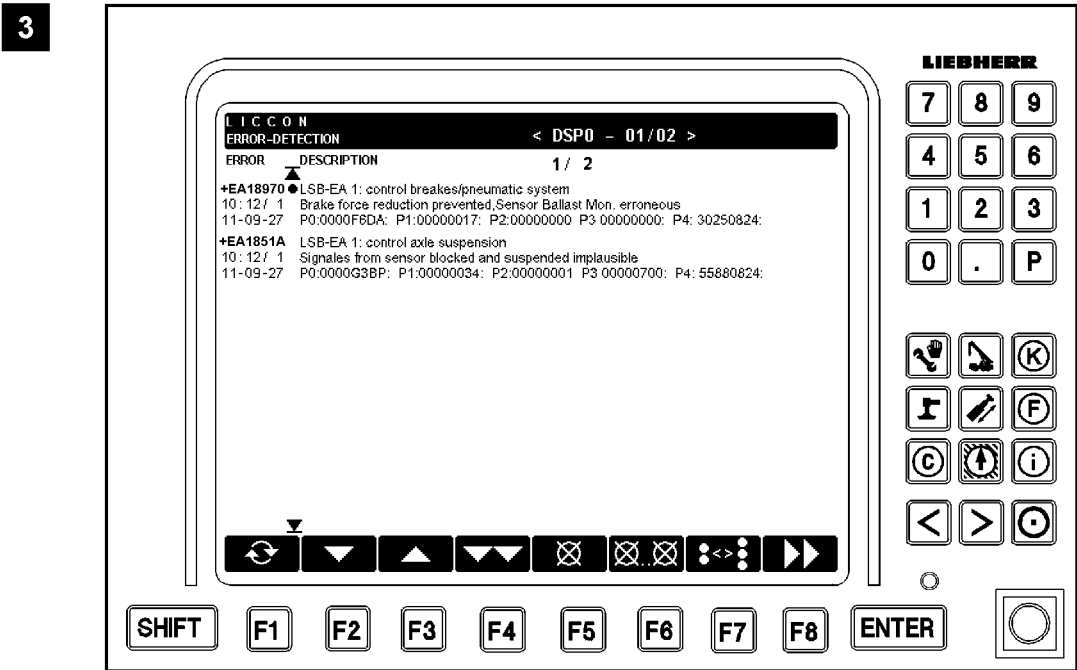 3
LIEBHERR
LICCON
ERROR-DETECTION
< DSP0 - 01/02 >
ERROR DESCRIPTION 1/ 2
+EA18970 ● LSB-EA 1: control breakes/pneumatic system
10:12/ 1 Brake force reduction prevented,Sensor Ballast Mon. erroneous
11-09-27 P0:0000F6DA: P1:00000017: P2:00000000 P3 00000000: P4: 30250824:
+EA1851A LSB-EA 1: control axle suspension
10:12/ 1 Signales from sensor blocked and suspended implausible
11-09-27 P0:0000G3BP: P1:00000034: P2:00000001 P3 00000700: P4: 55880824:
7 8 9
4 5 6
1 2 3
0 . P
K
F
C i
< >
<>
SHIFT F1 F2 F3 F4 F5 F6 F7 F8 ENTER